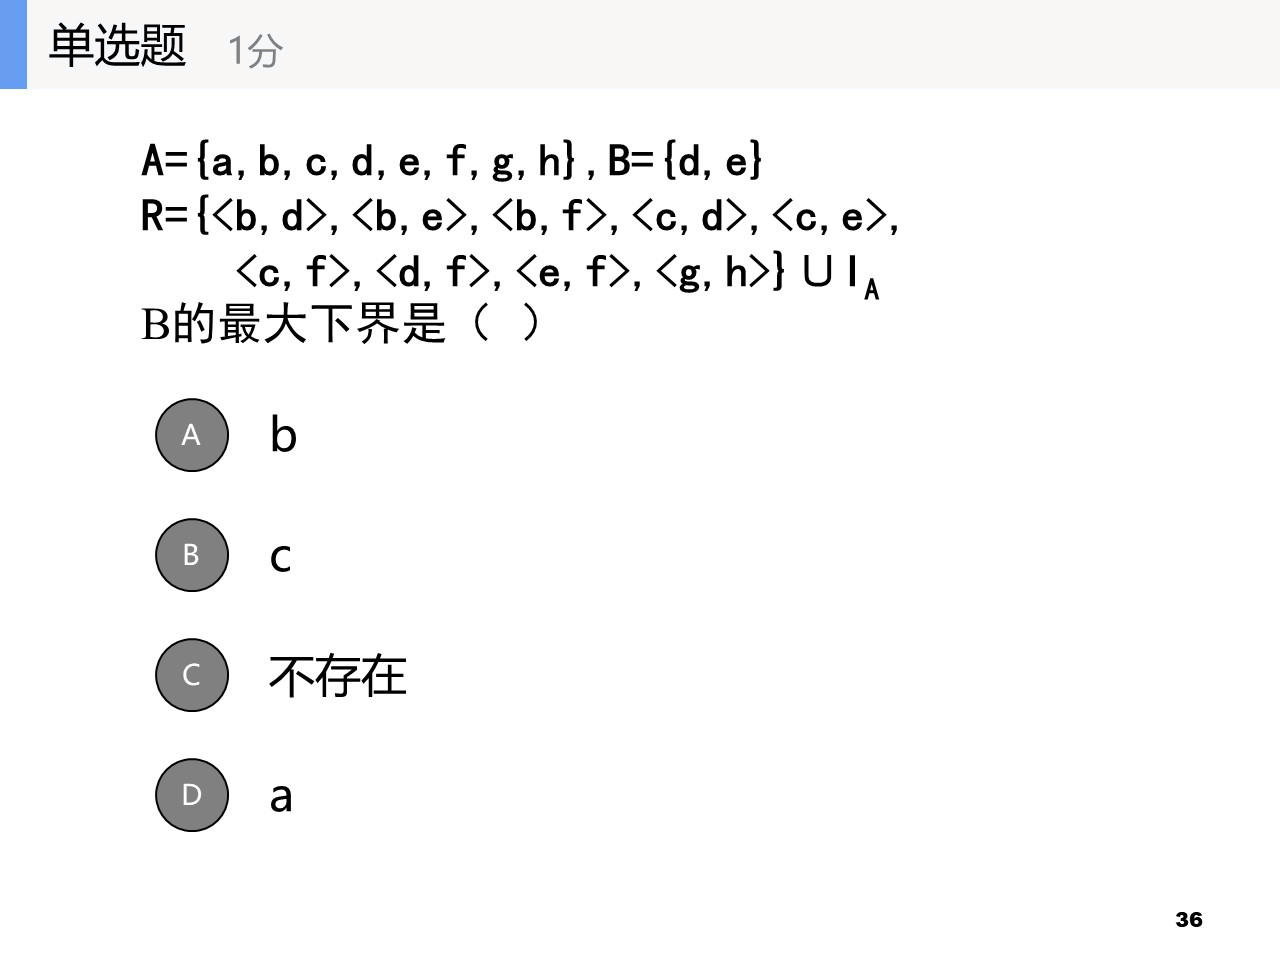 单选题 1分
A={a,b,c,d,e,f,g,h},B={d,e}
R={<b,d>,<b,e>,<b,f>,<c,d>,<c,e>,
<c,f>,<d,f>,<e,f>,<g,h>}∪I_A
B的最大下界是（ ）
A b
B c
C 不存在
D a
36